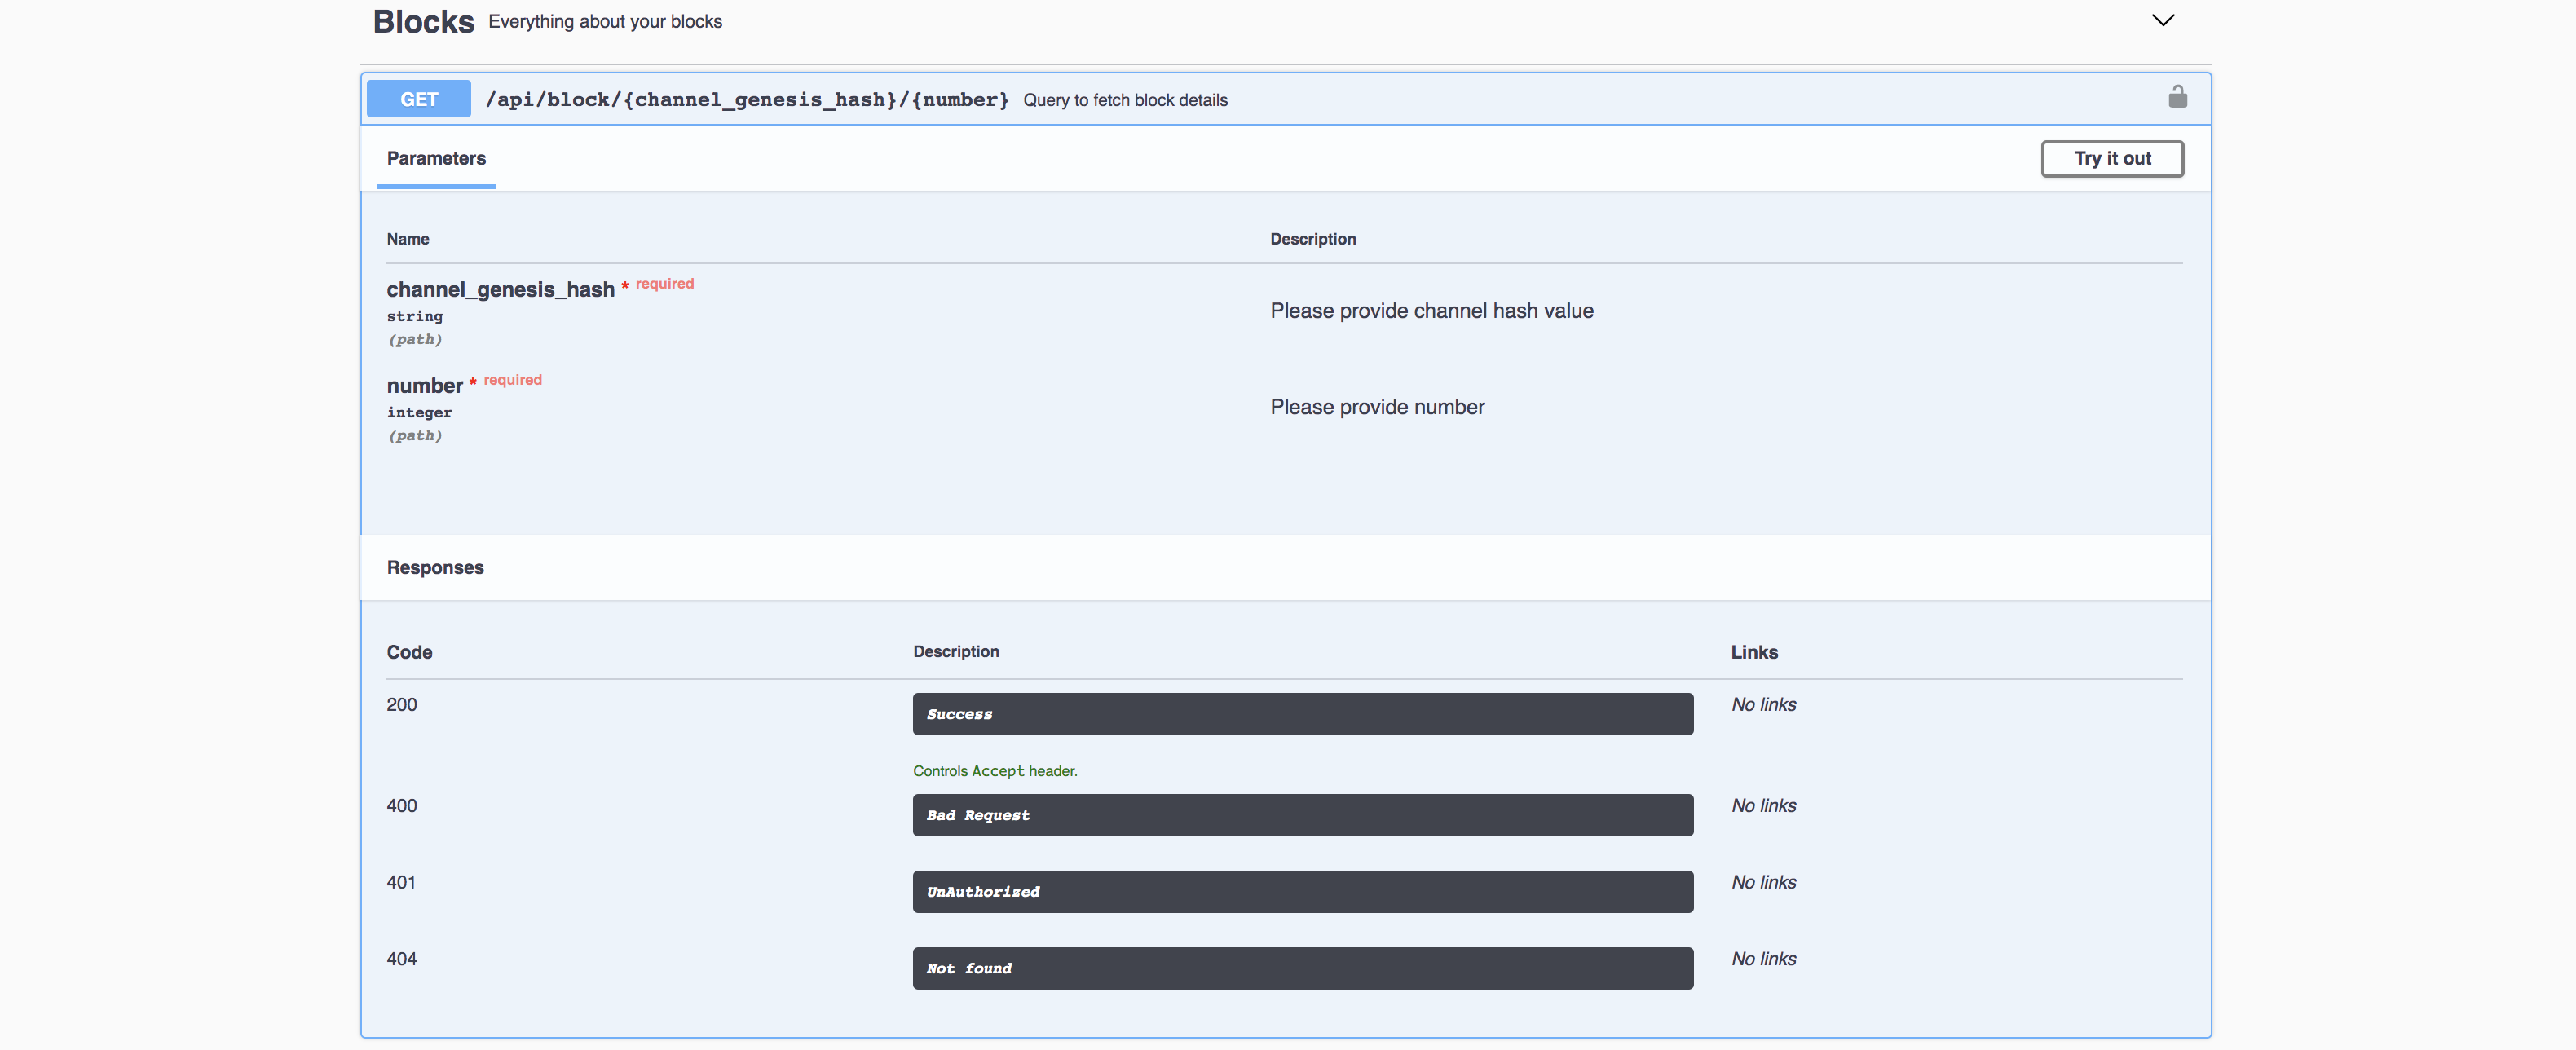 Blocks Everything about your blocks
GET /api/block/{channel_genesis_hash}/{number} Query to fetch block details
Parameters Try it out
Name Description
channel_genesis_hash * required
string
(path)
Please provide channel hash value
number * required
integer
(path)
Please provide number
Responses
Code Description Links
200 Success No links
Controls Accept header.
400 Bad Request No links
401 UnAuthorized No links
404 Not found No links